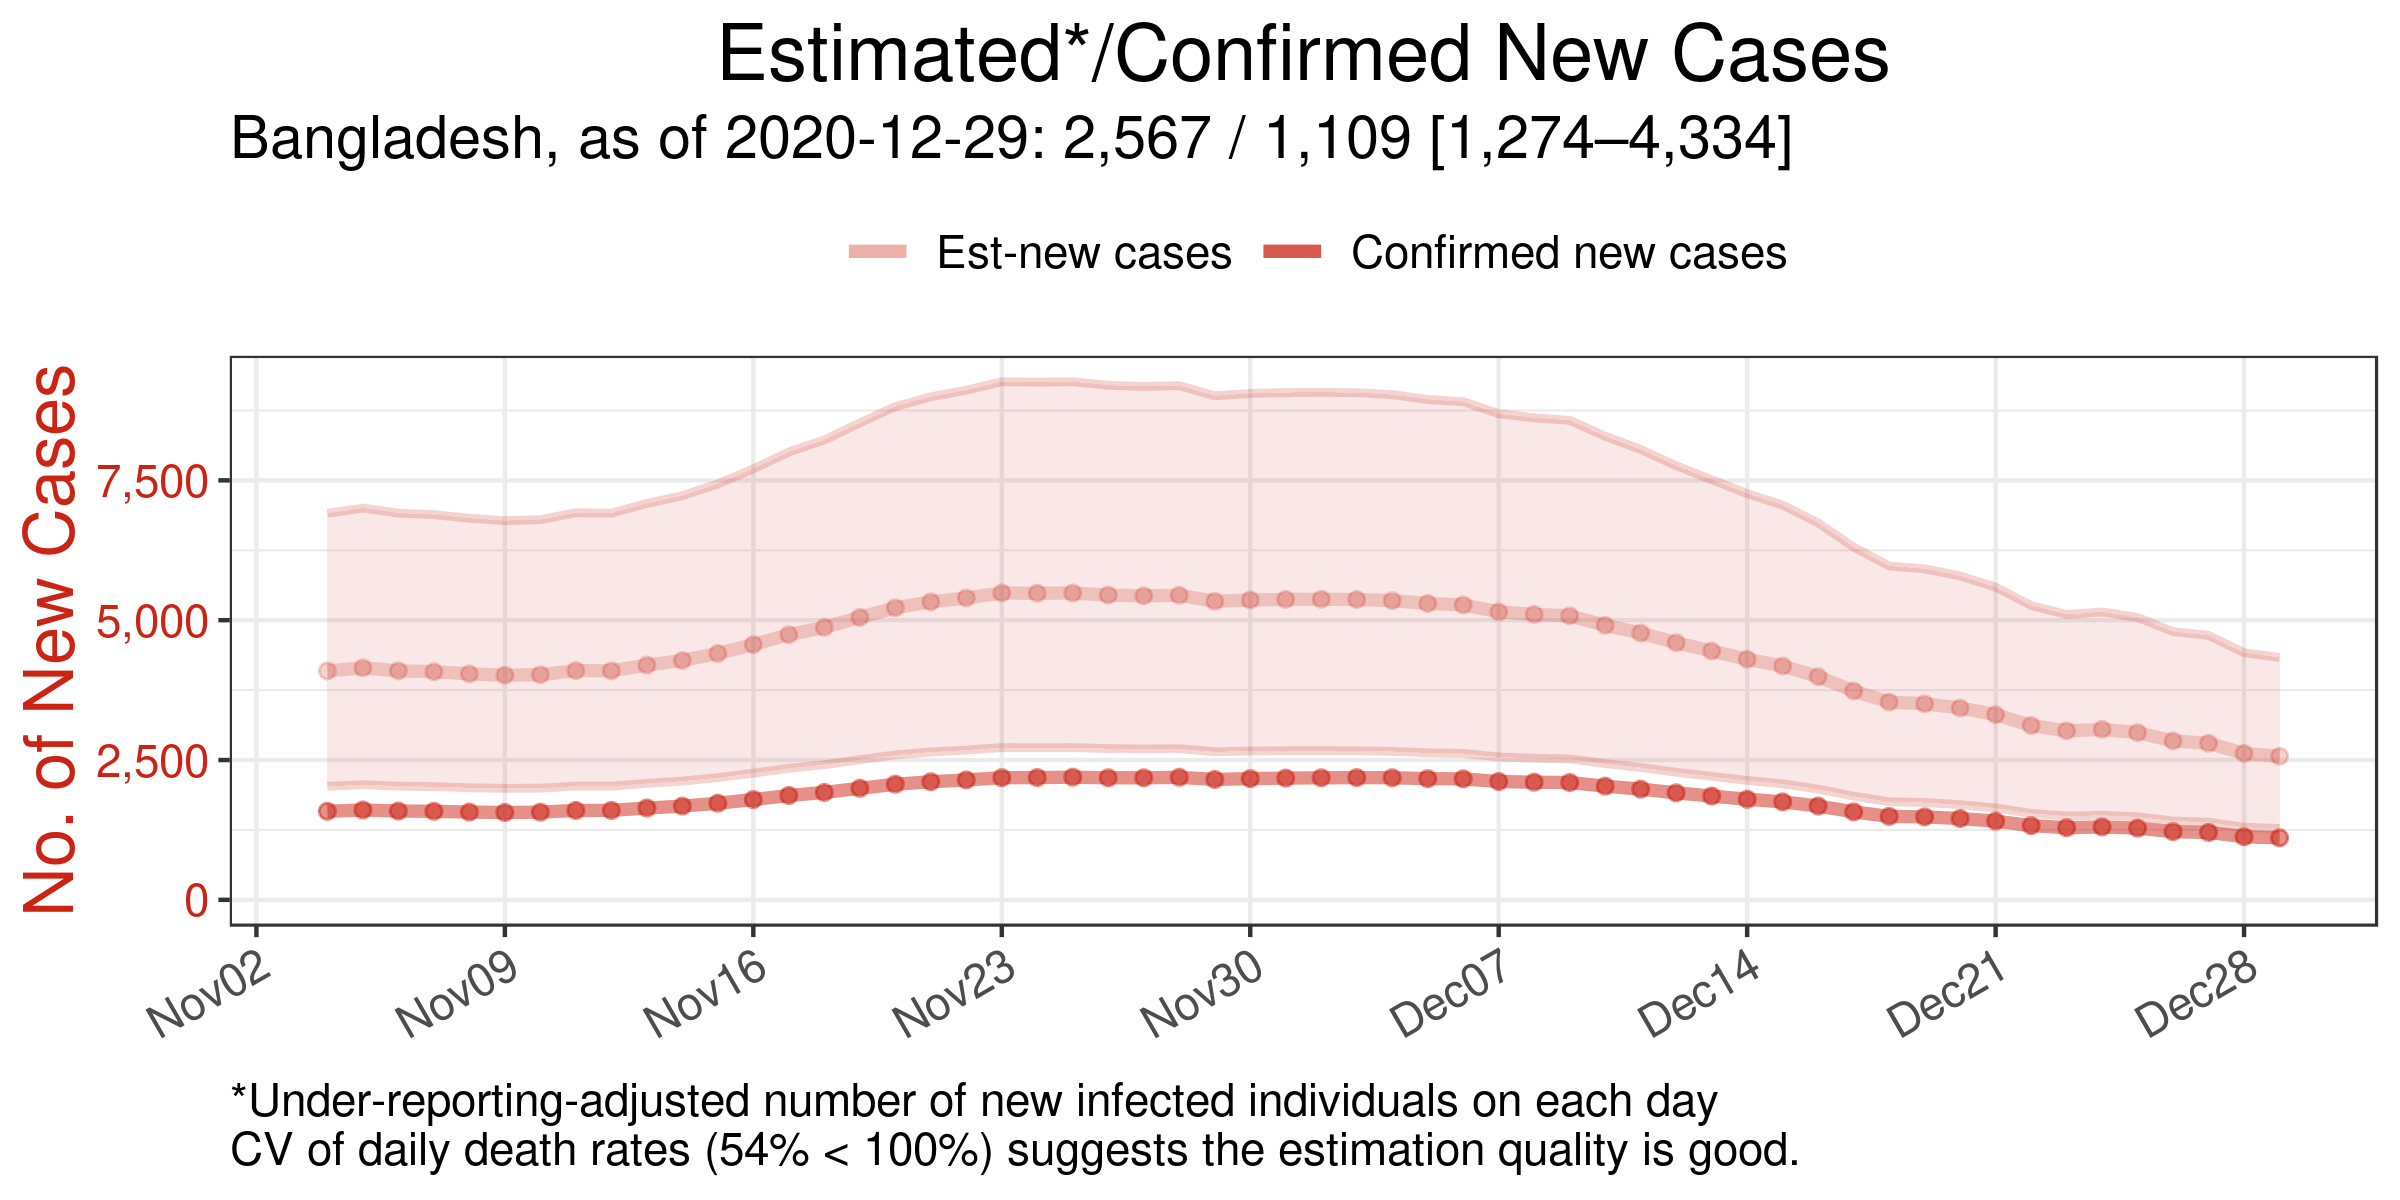 Estimated*/Confirmed New Cases
Bangladesh, as of 2020-12-29: 2,567 / 1,109 [1,274–4,334]
Est-new cases
Confirmed new cases
No. of New Cases
7,500
5,000
2,500
0
Nov02
Nov09
Nov16
Nov23
Nov30
Dec07
Dec14
Dec21
Dec28
*Under-reporting-adjusted number of new infected individuals on each day
CV of daily death rates (54% < 100%) suggests the estimation quality is good.